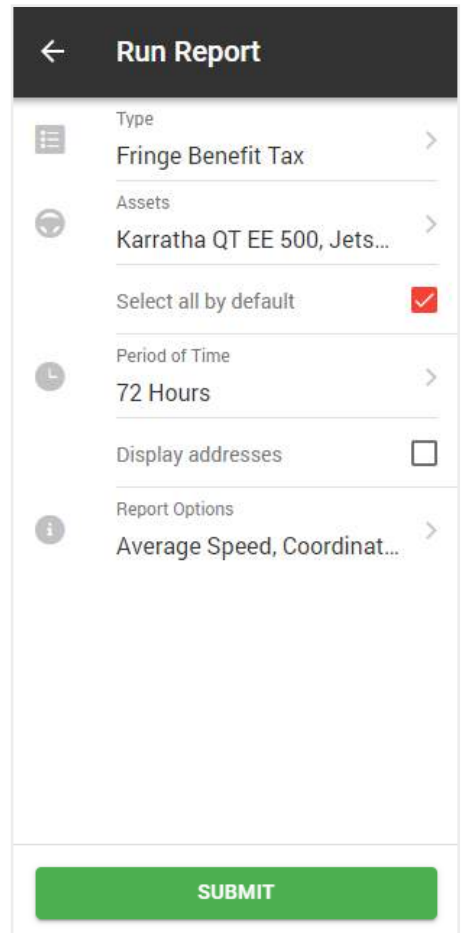 Run Report
Type
Fringe Benefit Tax
Assets
Karratha QT EE 500, Jets...
Select all by default
Period of Time
72 Hours
Display addresses
Report Options
Average Speed, Coordinat...
SUBMIT